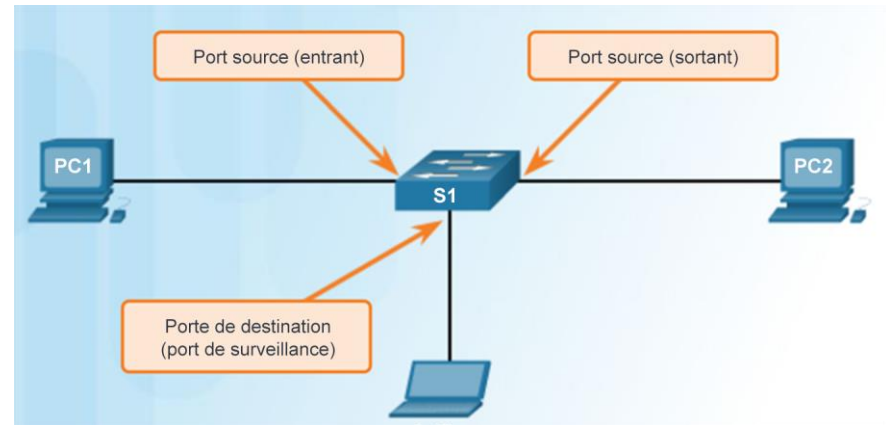 Port source (entrant)
Port source (sortant)
PC1
PC2
S1
Porte de destination
(port de surveillance)